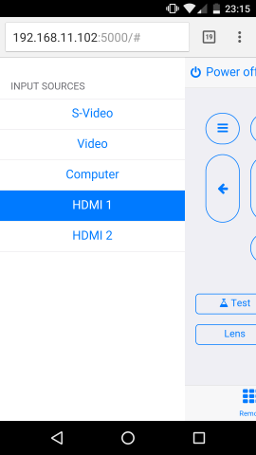 23:15
192.168.11.102:5000/#
19
INPUT SOURCES
Power off
S-Video
Video
Computer
HDMI 1
HDMI 2
Test
Lens